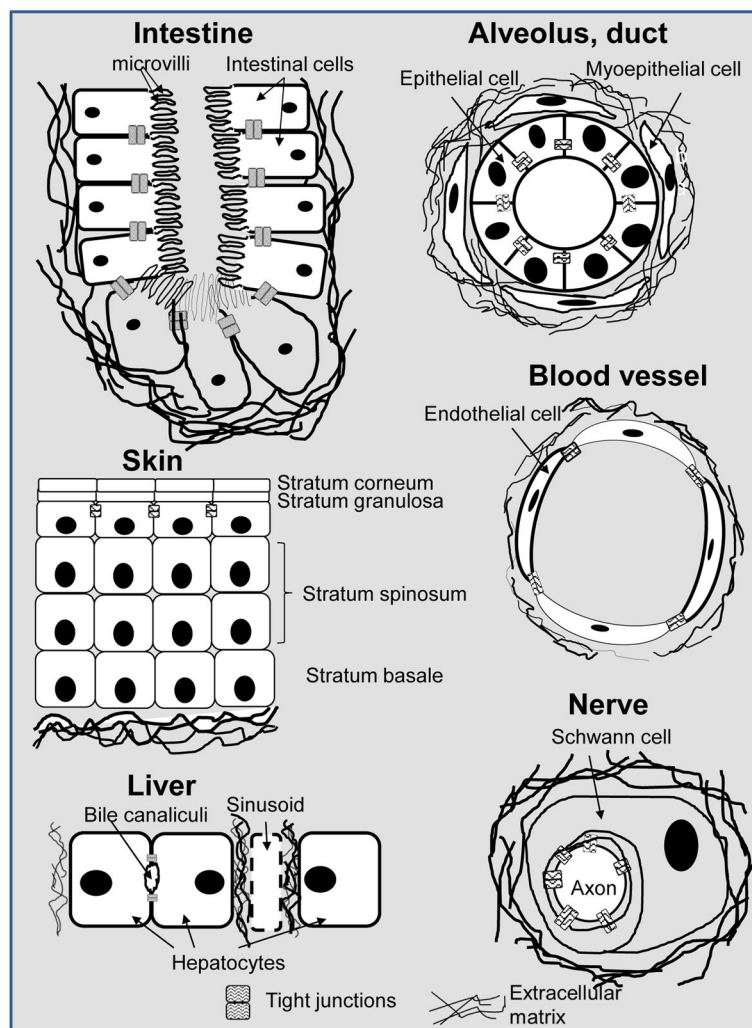 Intestine
microvilli
Intestinal cells
Alveolus, duct
Epithelial cell
Myoepithelial cell
Blood vessel
Endothelial cell
Skin
Stratum corneum
Stratum granulosa
Stratum spinosum
Stratum basale
Nerve
Schwann cell
Axon
Liver
Bile canaliculi
Sinusoid
Hepatocytes
Tight junctions
Extracellular
matrix